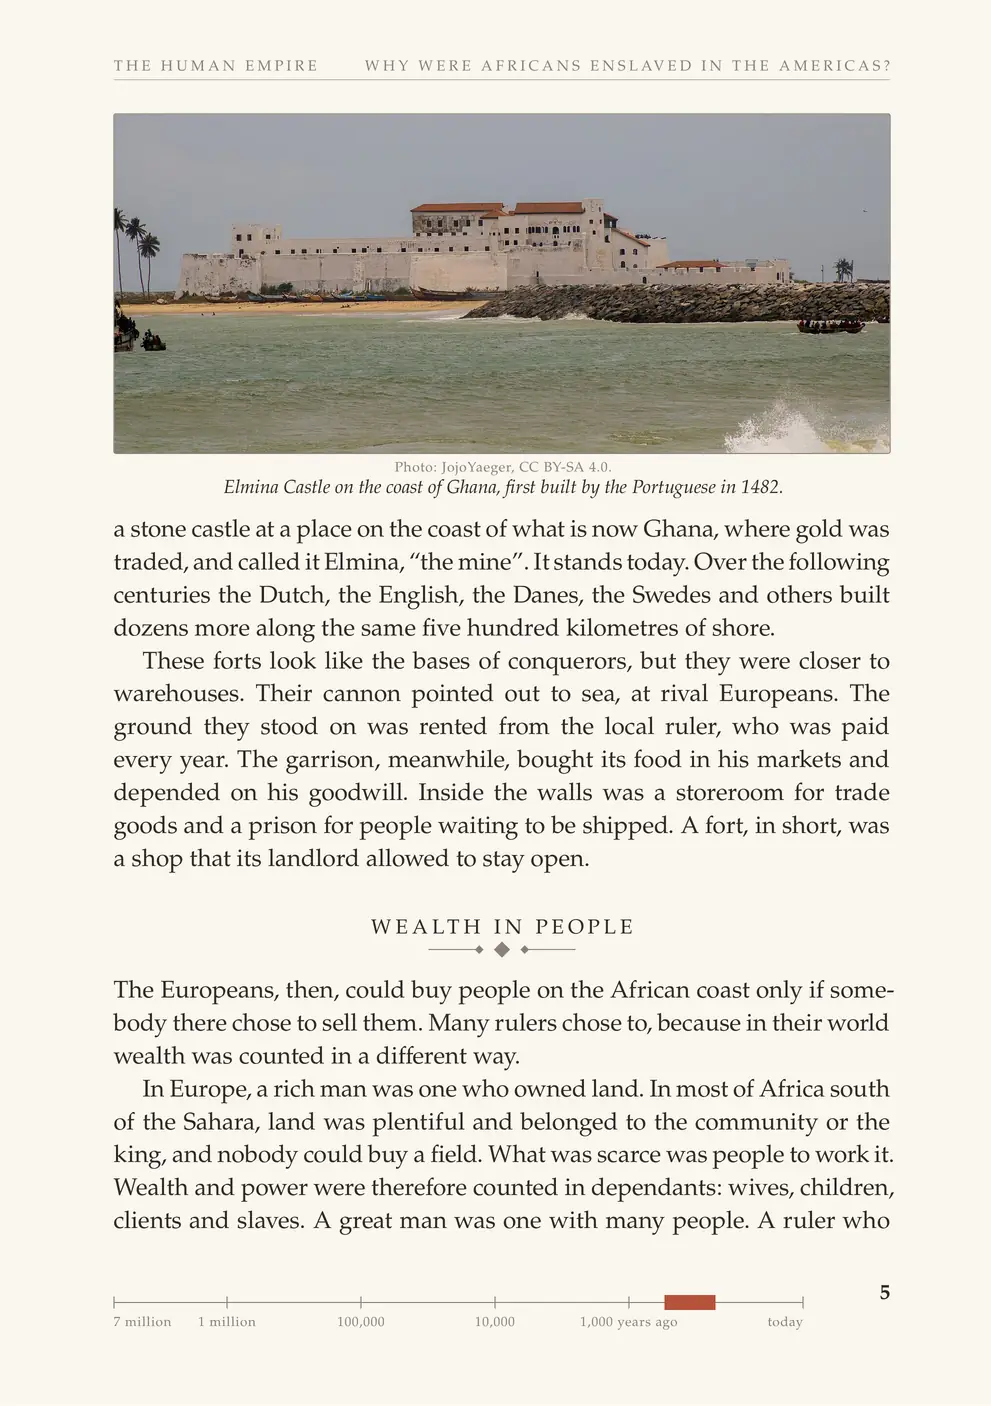 THE HUMAN EMPIRE WHY WERE AFRICANS ENSLAVED IN THE AMERICAS?
Photo: JojoYaeger, CC BY-SA 4.0.
Elmina Castle on the coast of Ghana, first built by the Portuguese in 1482.
a stone castle at a place on the coast of what is now Ghana, where gold was
traded, and called it Elmina, “the mine”. It stands today. Over the following
centuries the Dutch, the English, the Danes, the Swedes and others built
dozens more along the same five hundred kilometres of shore.
These forts look like the bases of conquerors, but they were closer to
warehouses. Their cannon pointed out to sea, at rival Europeans. The
ground they stood on was rented from the local ruler, who was paid
every year. The garrison, meanwhile, bought its food in his markets and
depended on his goodwill. Inside the walls was a storeroom for trade
goods and a prison for people waiting to be shipped. A fort, in short, was
a shop that its landlord allowed to stay open.
WEALTH IN PEOPLE
The Europeans, then, could buy people on the African coast only if some-
body there chose to sell them. Many rulers chose to, because in their world
wealth was counted in a different way.
In Europe, a rich man was one who owned land. In most of Africa south
of the Sahara, land was plentiful and belonged to the community or the
king, and nobody could buy a field. What was scarce was people to work it.
Wealth and power were therefore counted in dependants: wives, children,
clients and slaves. A great man was one with many people. A ruler who
5
7 million 1 million 100,000 10,000 1,000 years ago today